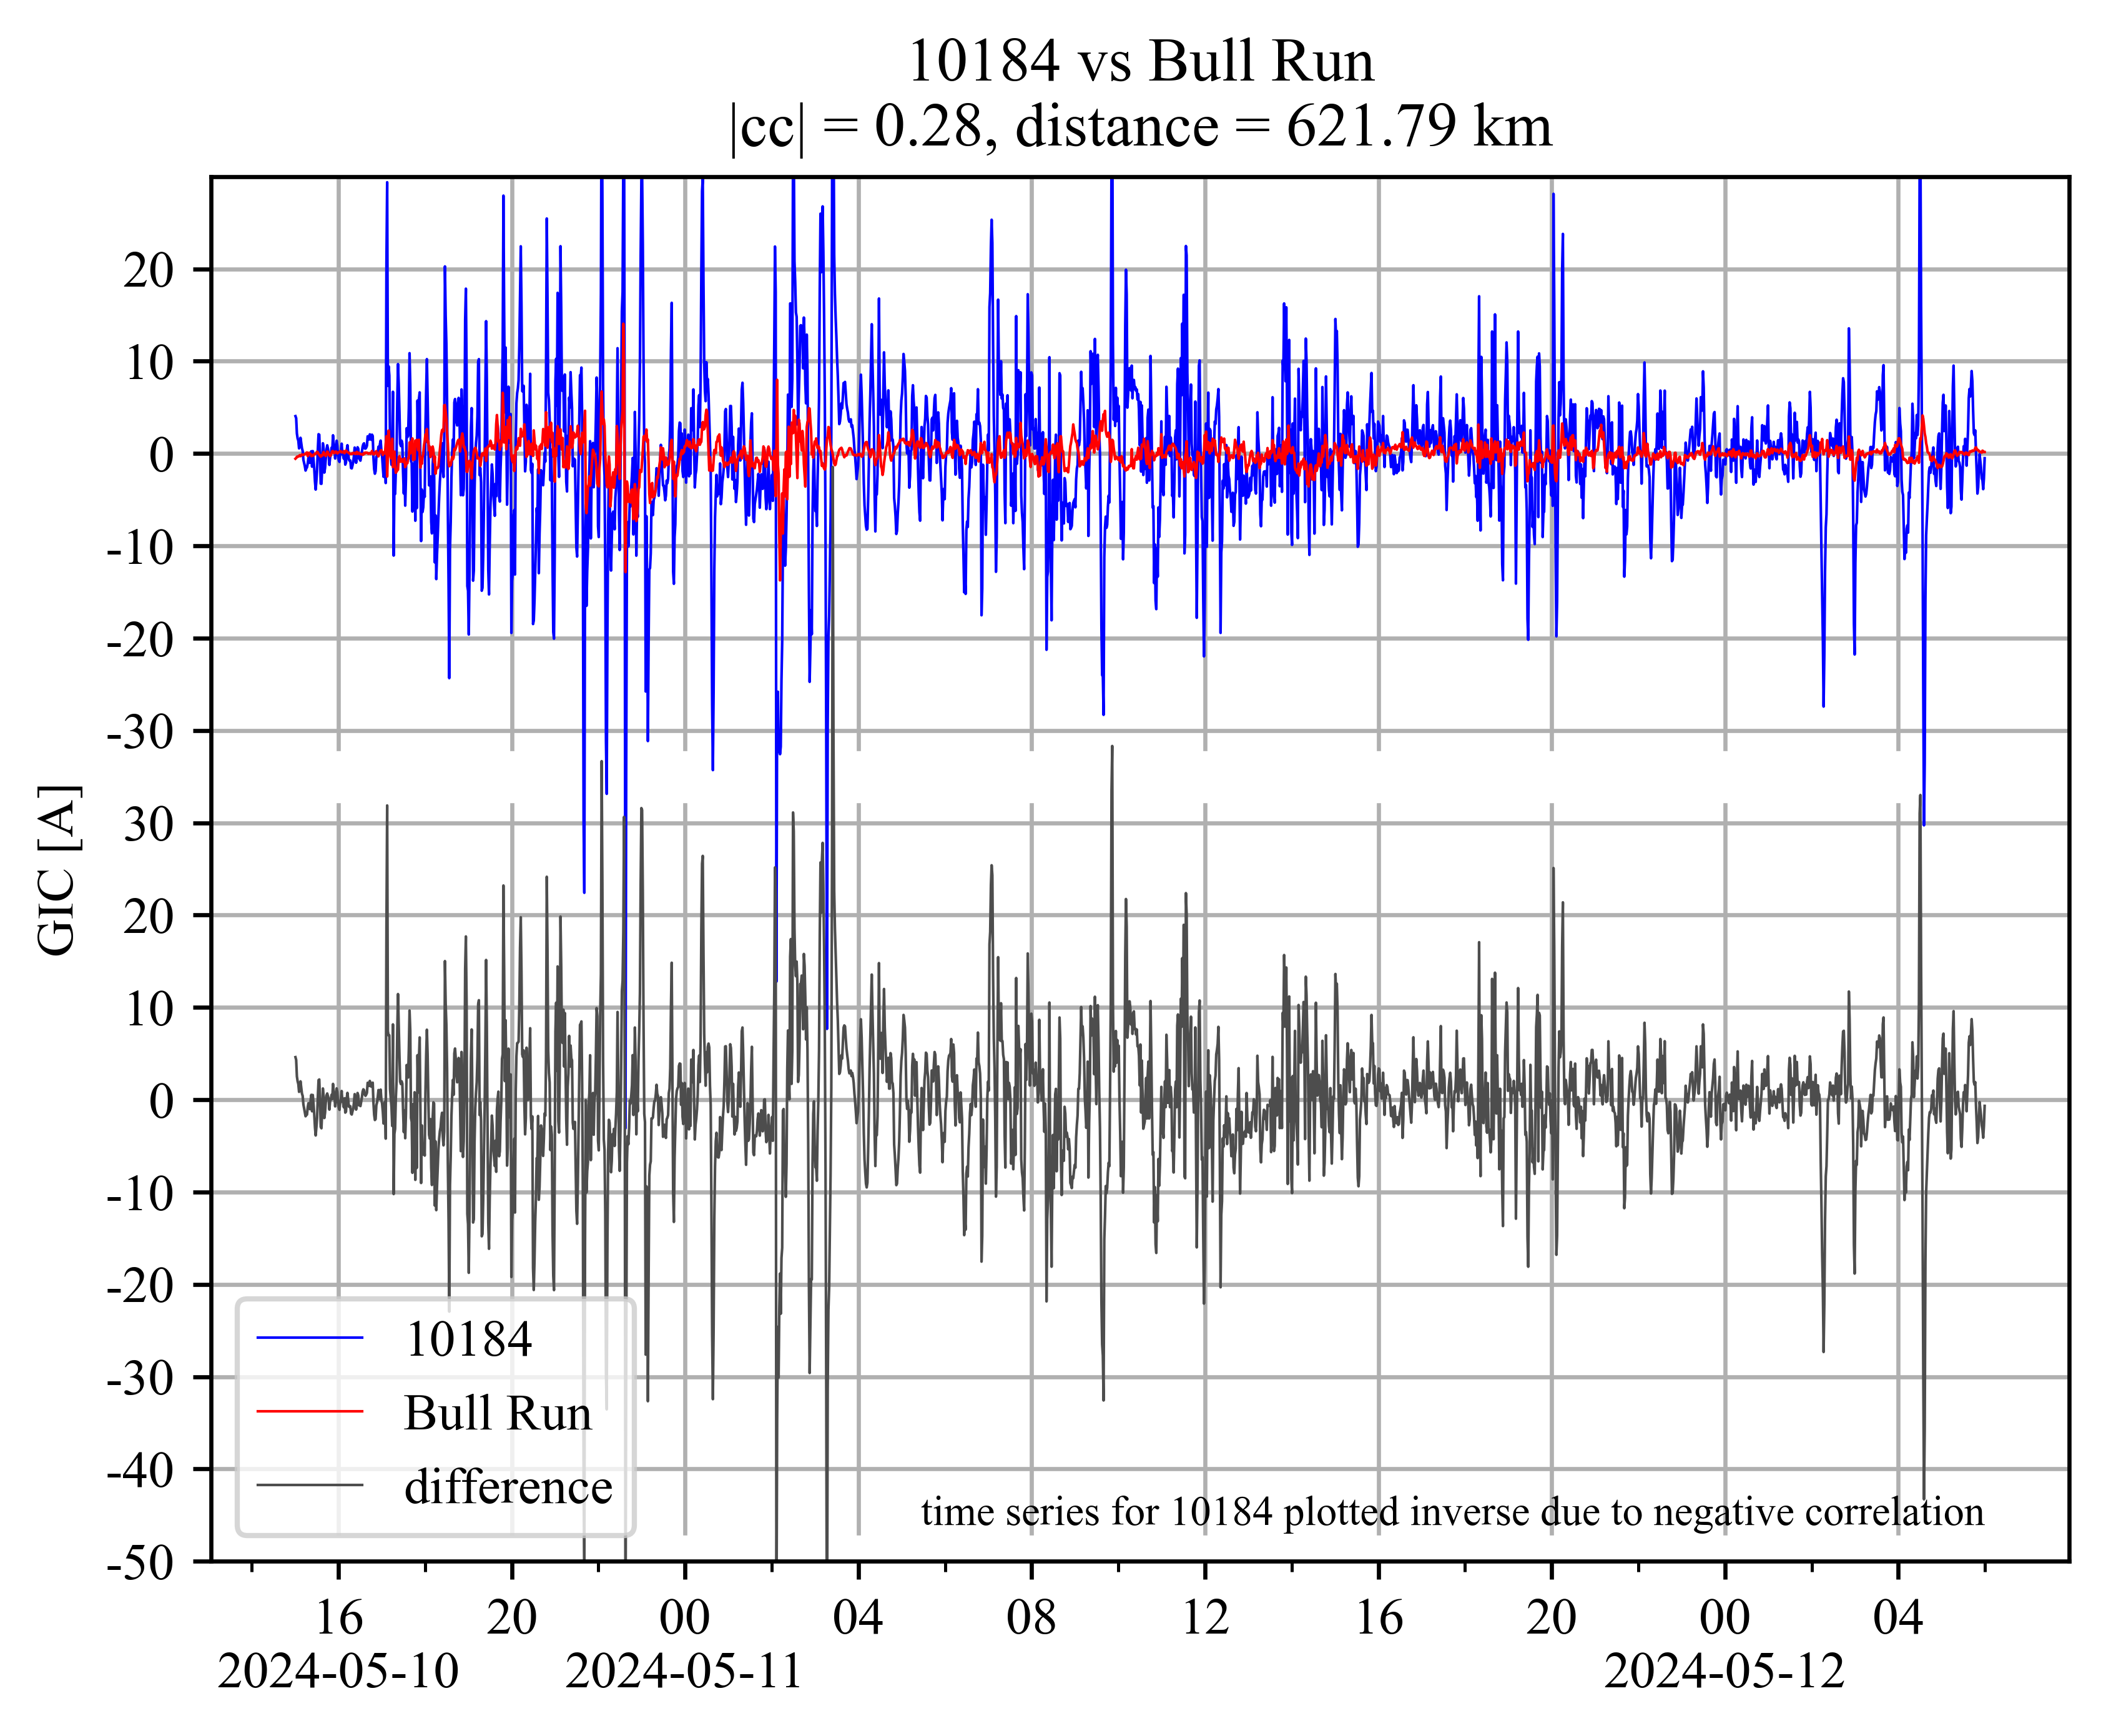 10184 vs Bull Run
|cc| = 0.28, distance = 621.79 km
20
10
0
-10
-20
-30
30
20
10
0
-10
-20
-30
-40
-50
GIC [A]
10184
Bull Run
difference
time series for 10184 plotted inverse due to negative correlation
16 20 00 04 08 12 16 20 00 04
2024-05-10 2024-05-11 2024-05-12